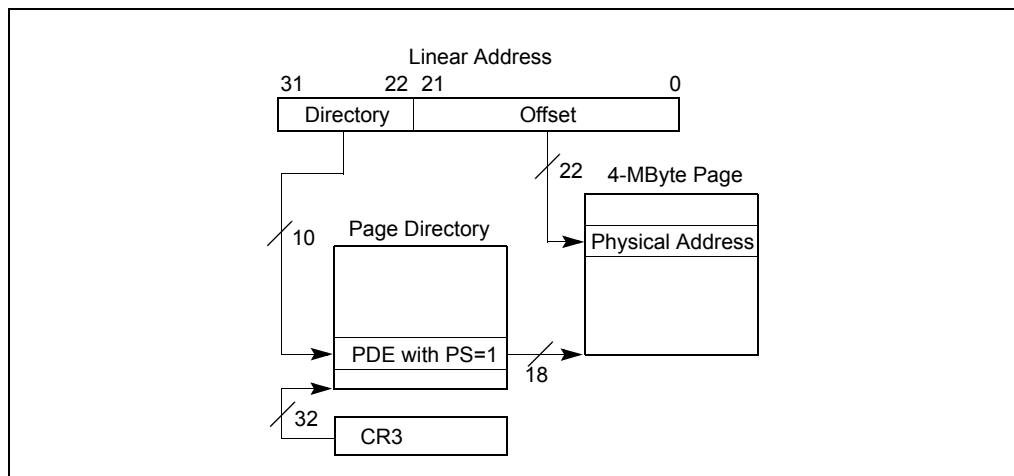 Linear Address
31 22 21 0
Directory Offset
22
4-MByte Page
10
Page Directory
Physical Address
PDE with PS=1
18
32
CR3